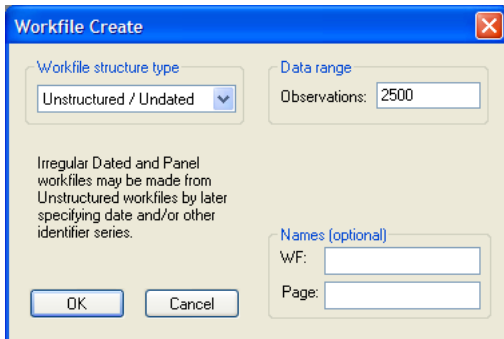 Workfile Create
Workfile structure type
Unstructured / Undated
Irregular Dated and Panel
workfiles may be made from
Unstructured workfiles by later
specifying date and/or other
identifier series.
OK
Cancel
Data range
Observations: 2500
Names (optional)
WF:
Page: